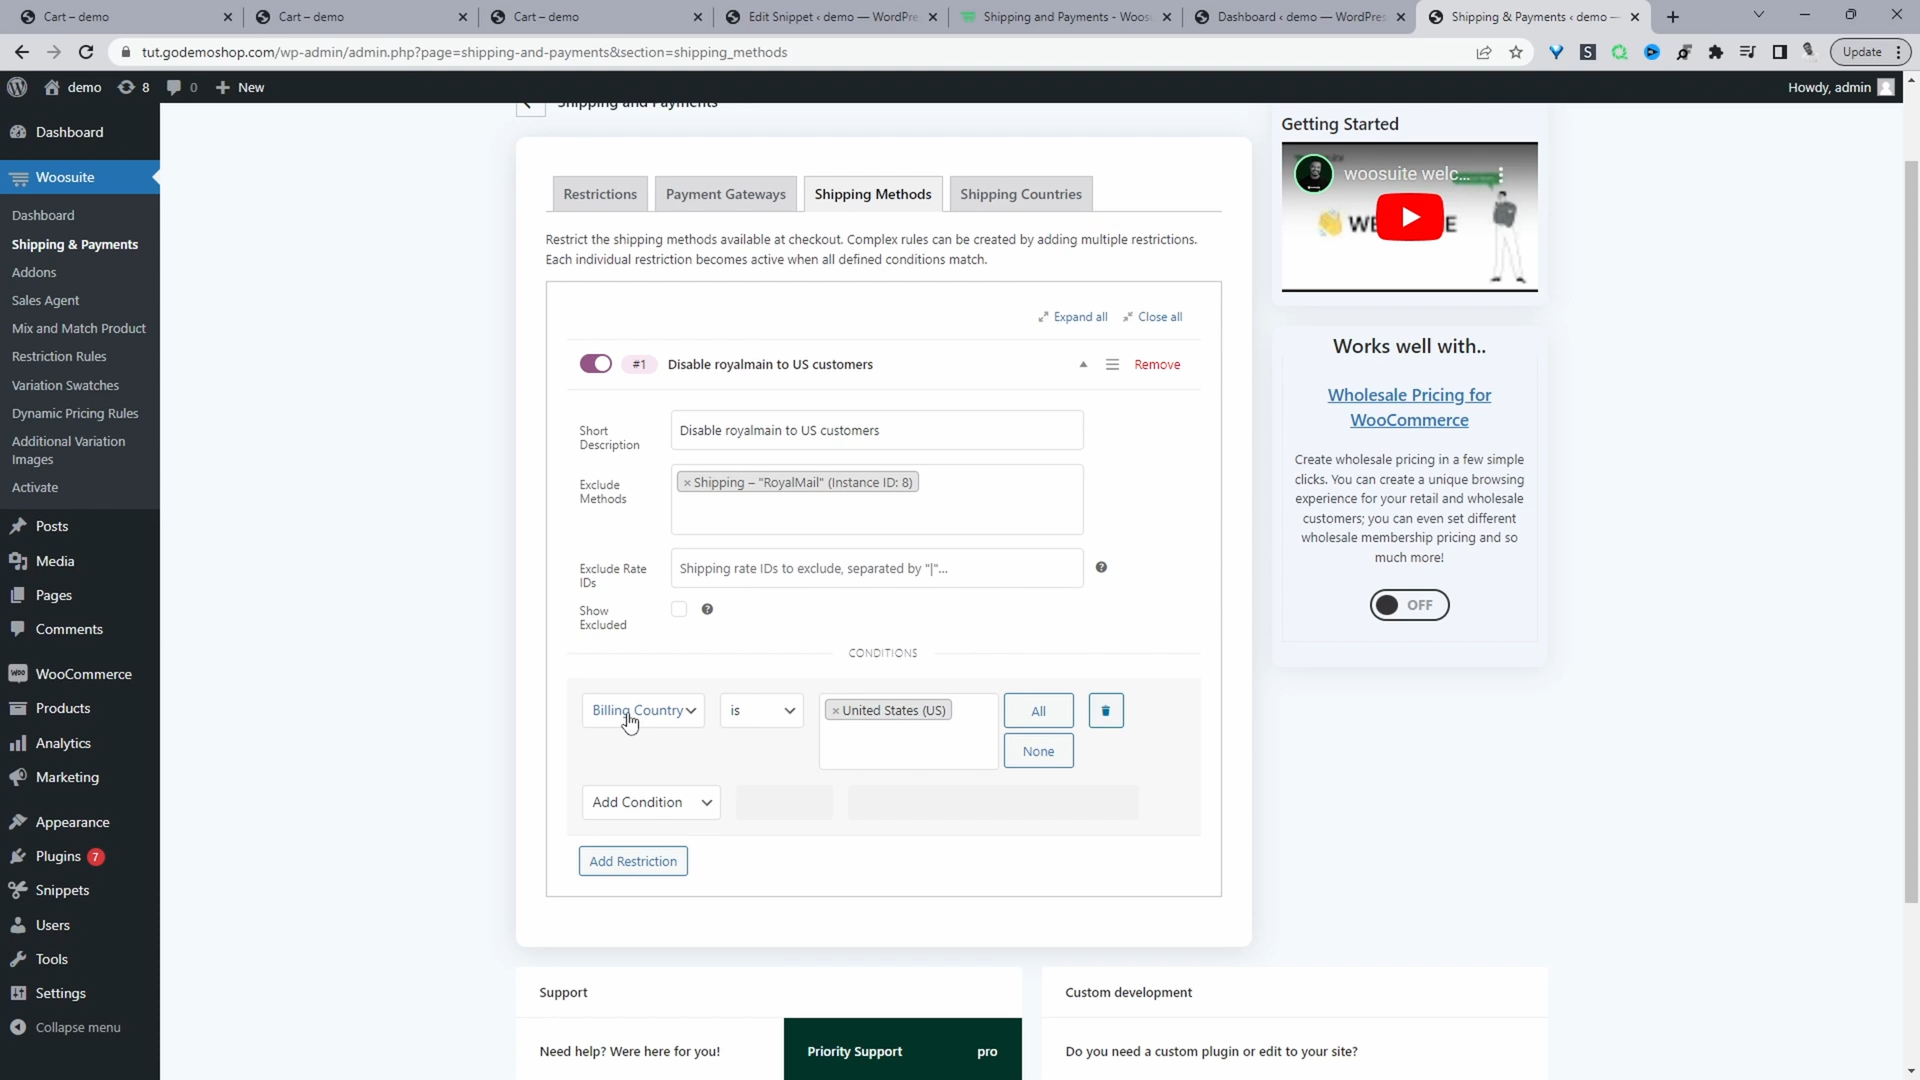 Cart – demo
Cart – demo
Cart – demo
Edit Snippet ‹ demo — WordPre
Shipping and Payments - Woos
Dashboard ‹ demo — WordPres
Shipping & Payments ‹ demo —
tut.godemoshop.com/wp-admin/admin.php?page=shipping-and-payments&section=shipping_methods
Update
demo
8
0
New
Howdy, admin
Dashboard
Woosuite
Dashboard
Shipping & Payments
Addons
Sales Agent
Mix and Match Product
Restriction Rules
Variation Swatches
Dynamic Pricing Rules
Additional Variation
Images
Activate
Posts
Media
Pages
Comments
WooCommerce
Products
Analytics
Marketing
Appearance
Plugins 7
Snippets
Users
Tools
Settings
Collapse menu
Shipping and Payments
Restrictions
Payment Gateways
Shipping Methods
Shipping Countries
Restrict the shipping methods available at checkout. Complex rules can be created by adding multiple restrictions.
Each individual restriction becomes active when all defined conditions match.
Expand all
Close all
#1
Disable royalmain to US customers
Remove
Short
Description
Disable royalmain to US customers
Exclude
Methods
× Shipping – "RoyalMail" (Instance ID: 8)
Exclude Rate
IDs
Shipping rate IDs to exclude, separated by "|"...
Show
Excluded
CONDITIONS
Billing Country
is
× United States (US)
All
None
Add Condition
Add Restriction
Getting Started
woosuite welc...
Works well with..
Wholesale Pricing for
WooCommerce
Create wholesale pricing in a few simple
clicks. You can create a unique browsing
experience for your retail and wholesale
customers; you can even set different
wholesale membership pricing and so
much more!
OFF
Support
Need help? Were here for you!
Priority Support
pro
Custom development
Do you need a custom plugin or edit to your site?